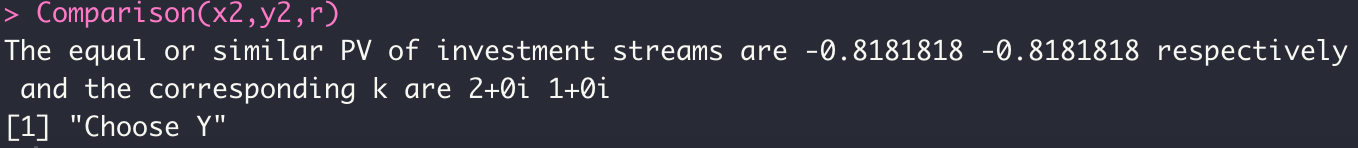 > Comparison(x2,y2,r)
The equal or similar PV of investment streams are -0.8181818 -0.8181818 respectively
 and the corresponding k are 2+0i 1+0i
[1] "Choose Y"